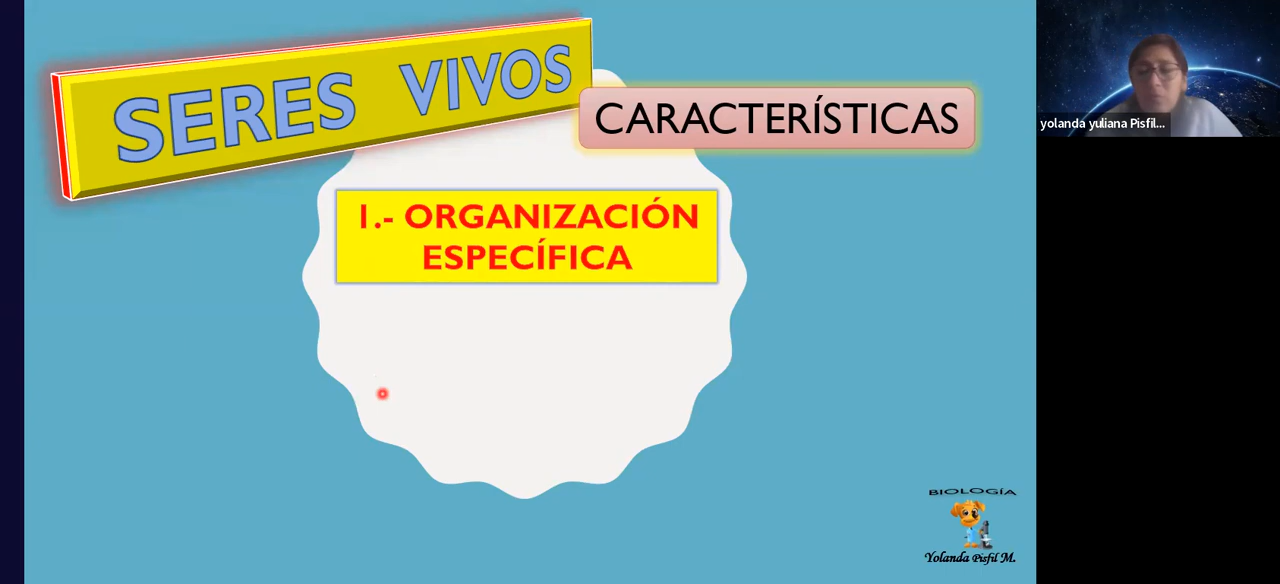 SERES VIVOS
CARACTERÍSTICAS
1.- ORGANIZACIÓN
ESPECÍFICA
yolanda yuliana Pisfil...
BIOLOGÍA
Yolanda Pisfil M.